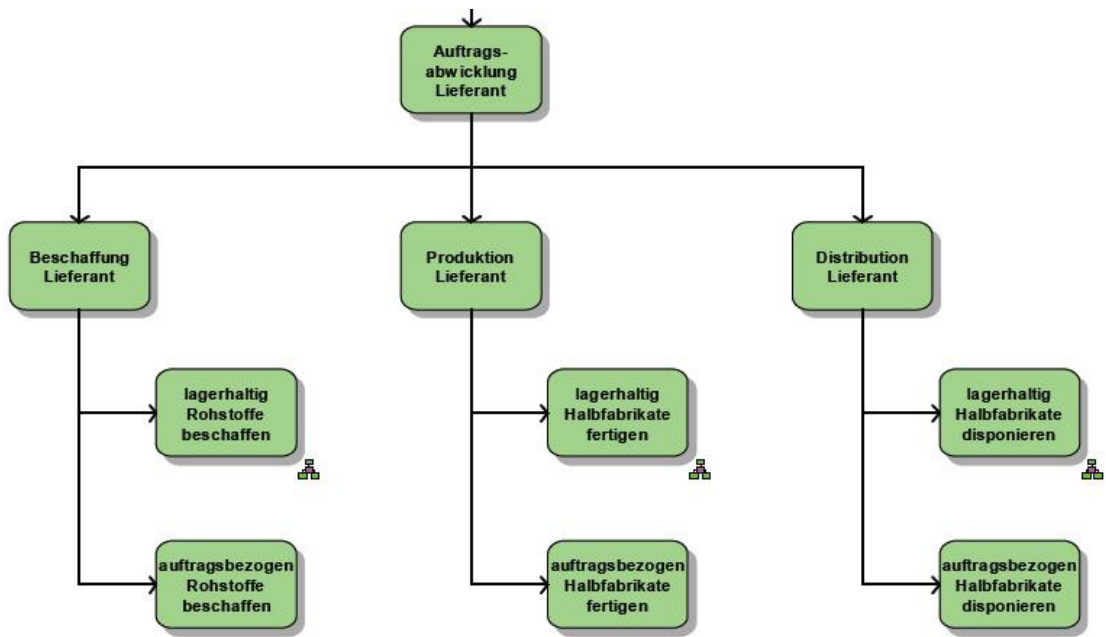 Auftrags-
abwicklung
Lieferant
Beschaffung
Lieferant
Produktion
Lieferant
Distribution
Lieferant
lagerhaltig
Rohstoffe
beschaffen
lagerhaltig
Halbfabrikate
fertigen
lagerhaltig
Halbfabrikate
disponieren
auftragsbezogen
Rohstoffe
beschaffen
auftragsbezogen
Halbfabrikate
fertigen
auftragsbezogen
Halbfabrikate
disponieren